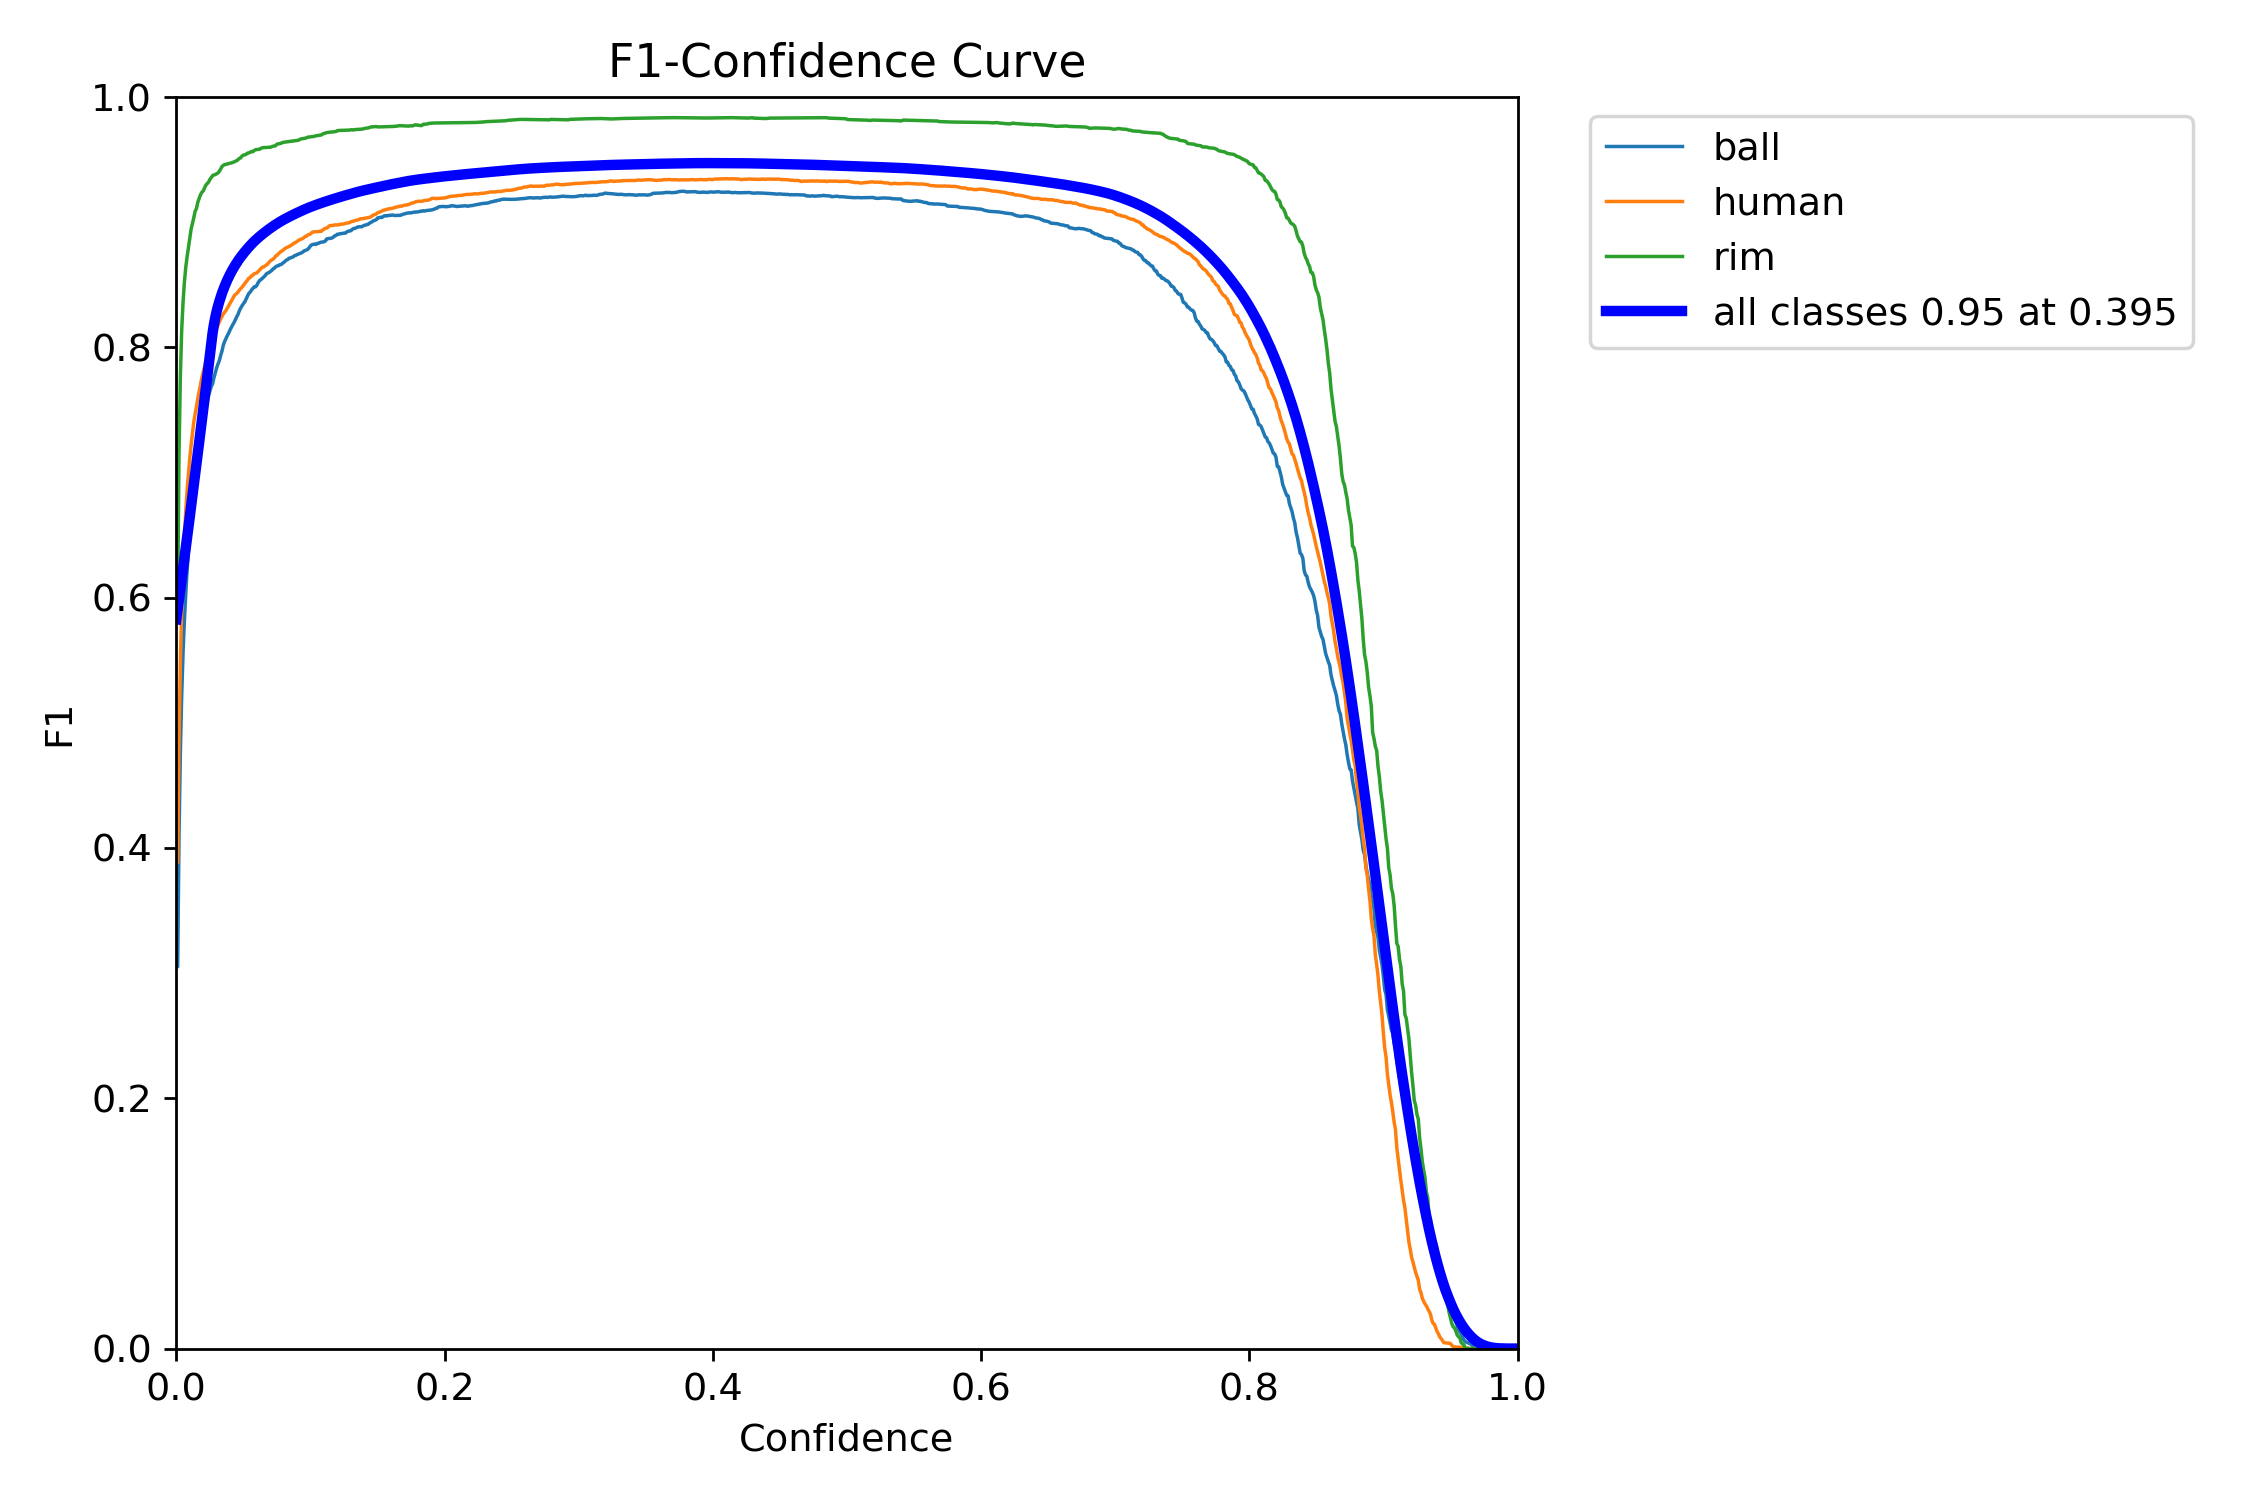 F1-Confidence Curve
1.0
0.8
0.6
0.4
0.2
0.0
F1
0.0 0.2 0.4 0.6 0.8 1.0
Confidence
ball
human
rim
all classes 0.95 at 0.395